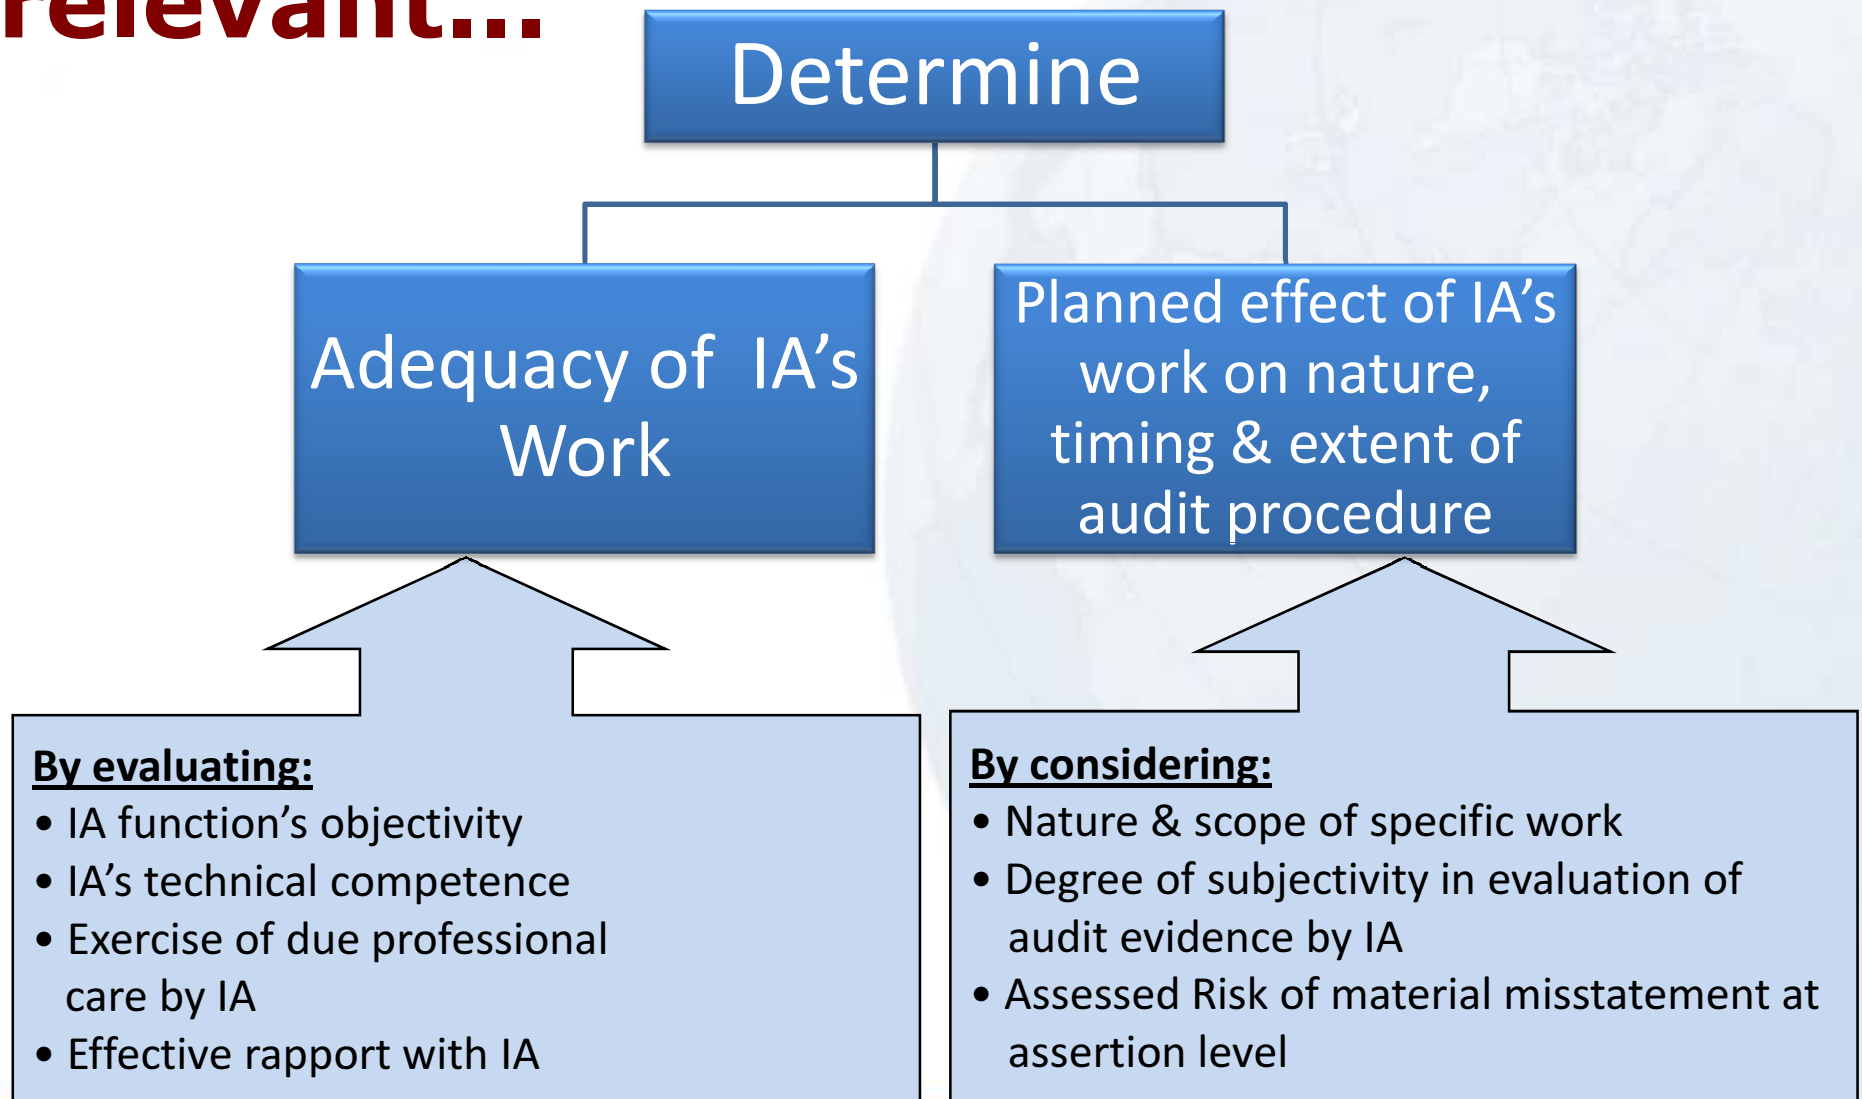 relevant...
Determine
Adequacy of IA’s
Work
Planned effect of IA’s
work on nature,
timing & extent of
audit procedure
By evaluating:
• IA function’s objectivity
• IA’s technical competence
• Exercise of due professional
care by IA
• Effective rapport with IA
By considering:
• Nature & scope of specific work
• Degree of subjectivity in evaluation of
audit evidence by IA
• Assessed Risk of material misstatement at
assertion level